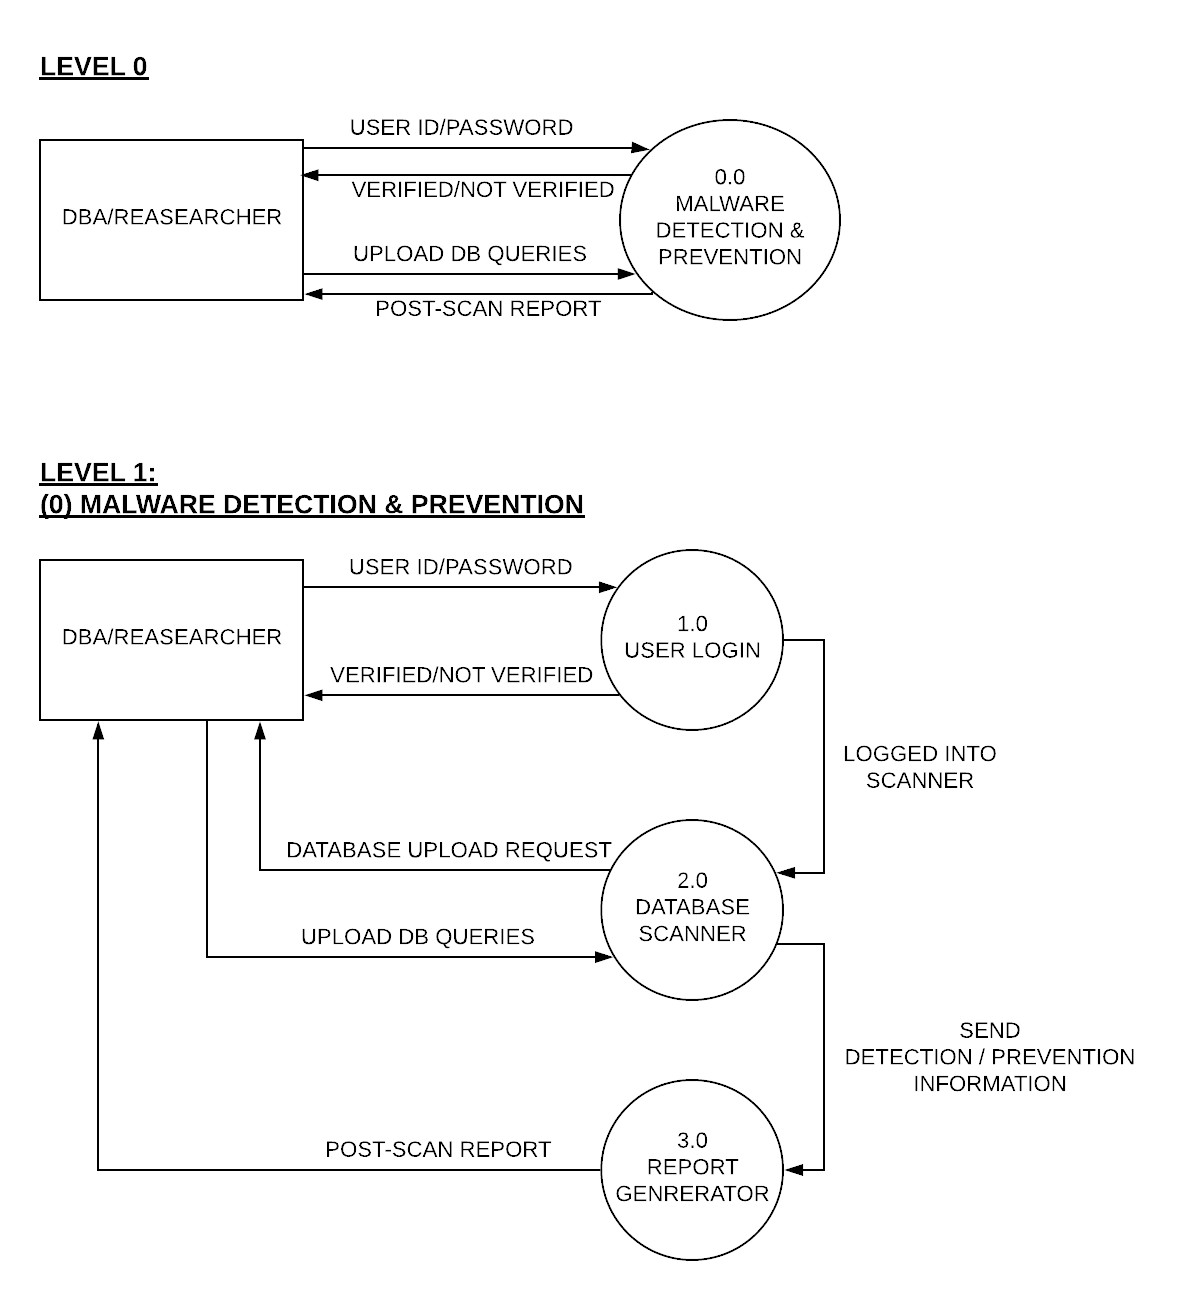 LEVEL 0
USER ID/PASSWORD
VERIFIED/NOT VERIFIED
DBA/REASEARCHER
UPLOAD DB QUERIES
POST-SCAN REPORT
0.0
MALWARE
DETECTION &
PREVENTION
LEVEL 1:
(0) MALWARE DETECTION & PREVENTION
USER ID/PASSWORD
DBA/REASEARCHER
1.0
USER LOGIN
VERIFIED/NOT VERIFIED
LOGGED INTO
SCANNER
DATABASE UPLOAD REQUEST
2.0
DATABASE
SCANNER
UPLOAD DB QUERIES
SEND
DETECTION / PREVENTION
INFORMATION
POST-SCAN REPORT
3.0
REPORT
GENRERATOR